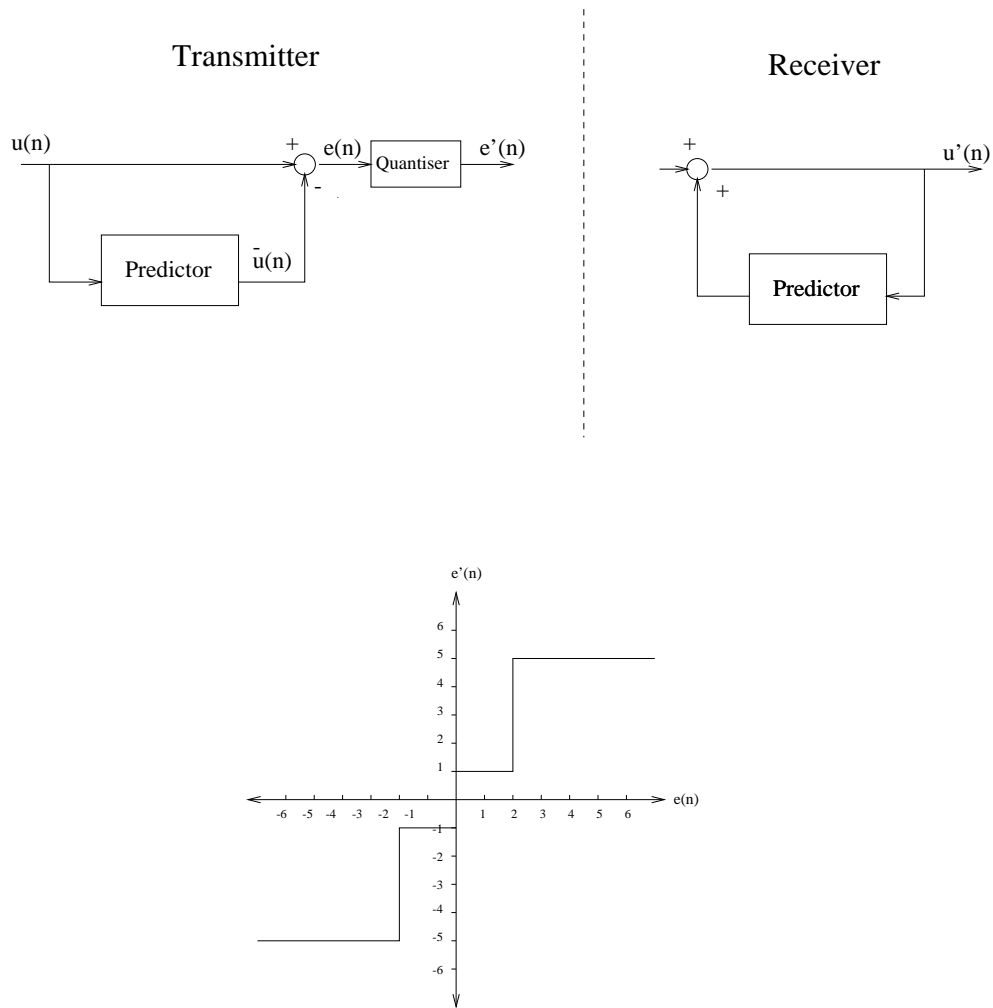 Transmitter
Receiver
u(n)
+
e(n)
Quantiser
e'(n)
-
Predictor
-
u(n)
+
+
u'(n)
Predictor
e'(n)
6
5
4
3
2
1
-6 -5 -4 -3 -2 -1
1 2 3 4 5 6
e(n)
-1
-2
-3
-4
-5
-6